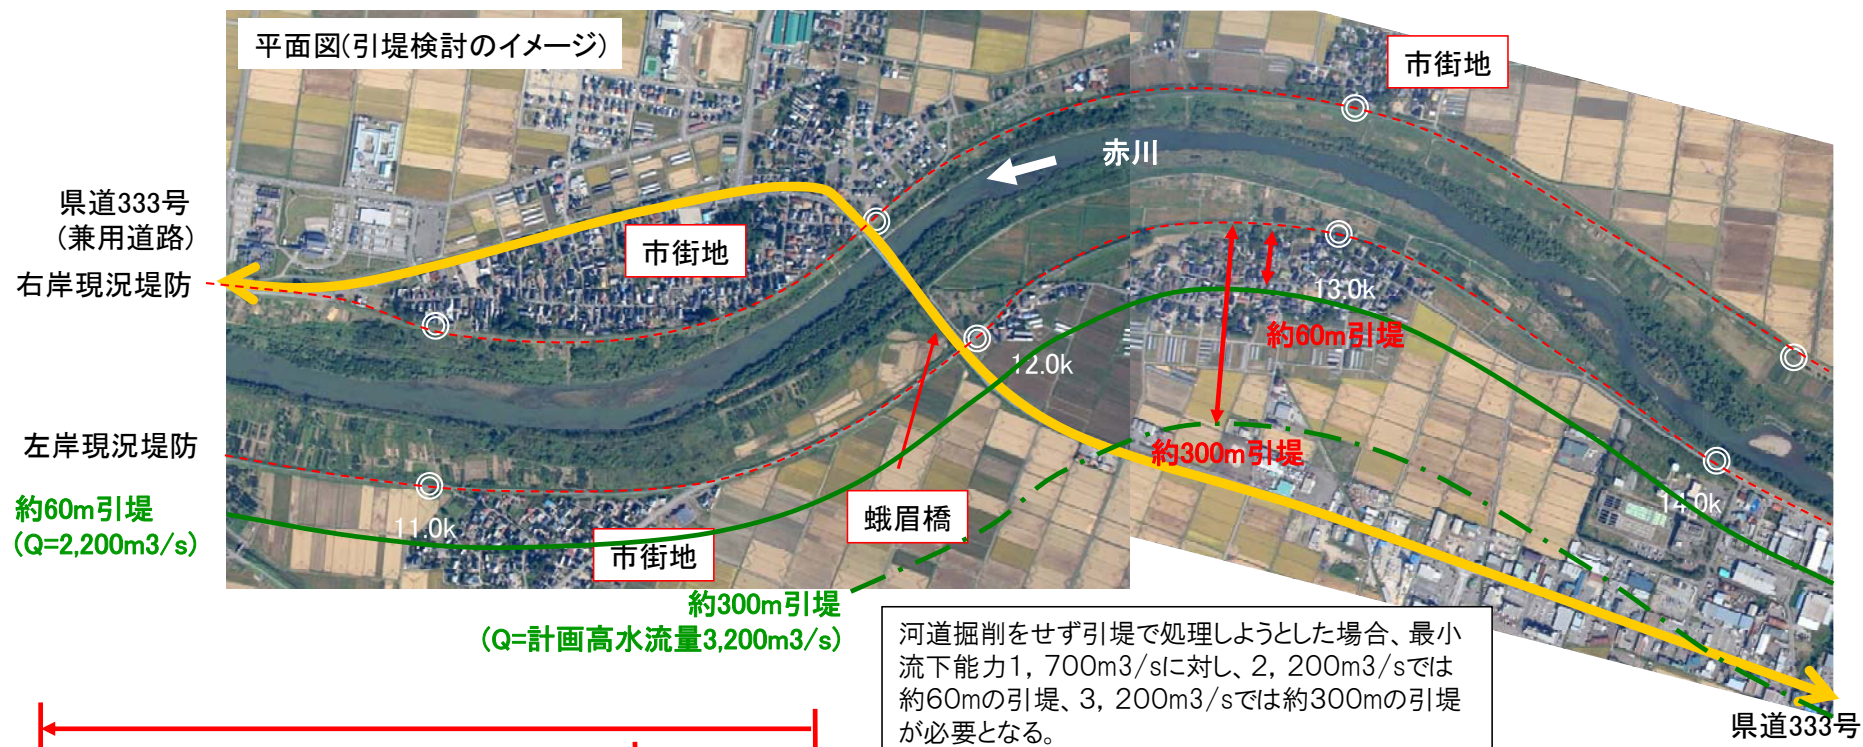 平面図(引堤検討のイメージ)
市街地
赤川
県道333号
(兼用道路)
市街地
右岸現況堤防
13.0k
約60m引堤
12.0k
左岸現況堤防
約300m引堤
約60m引堤
(Q=2,200m3/s)
11.0k
蛾眉橋
14.0k
市街地
約300m引堤
(Q=計画高水流量3,200m3/s)
河道掘削をせず引堤で処理しようとした場合、最小
流下能力1，700m3/sに対し、2，200m3/sでは
約60mの引堤、3，200m3/sでは約300mの引堤
が必要となる。
県道333号